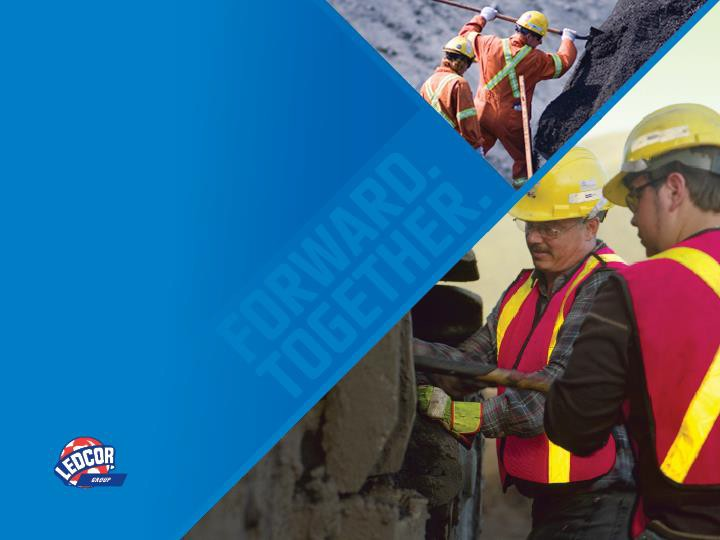 FORWARD.
TOGETHER.
LEDCOR
GROUP